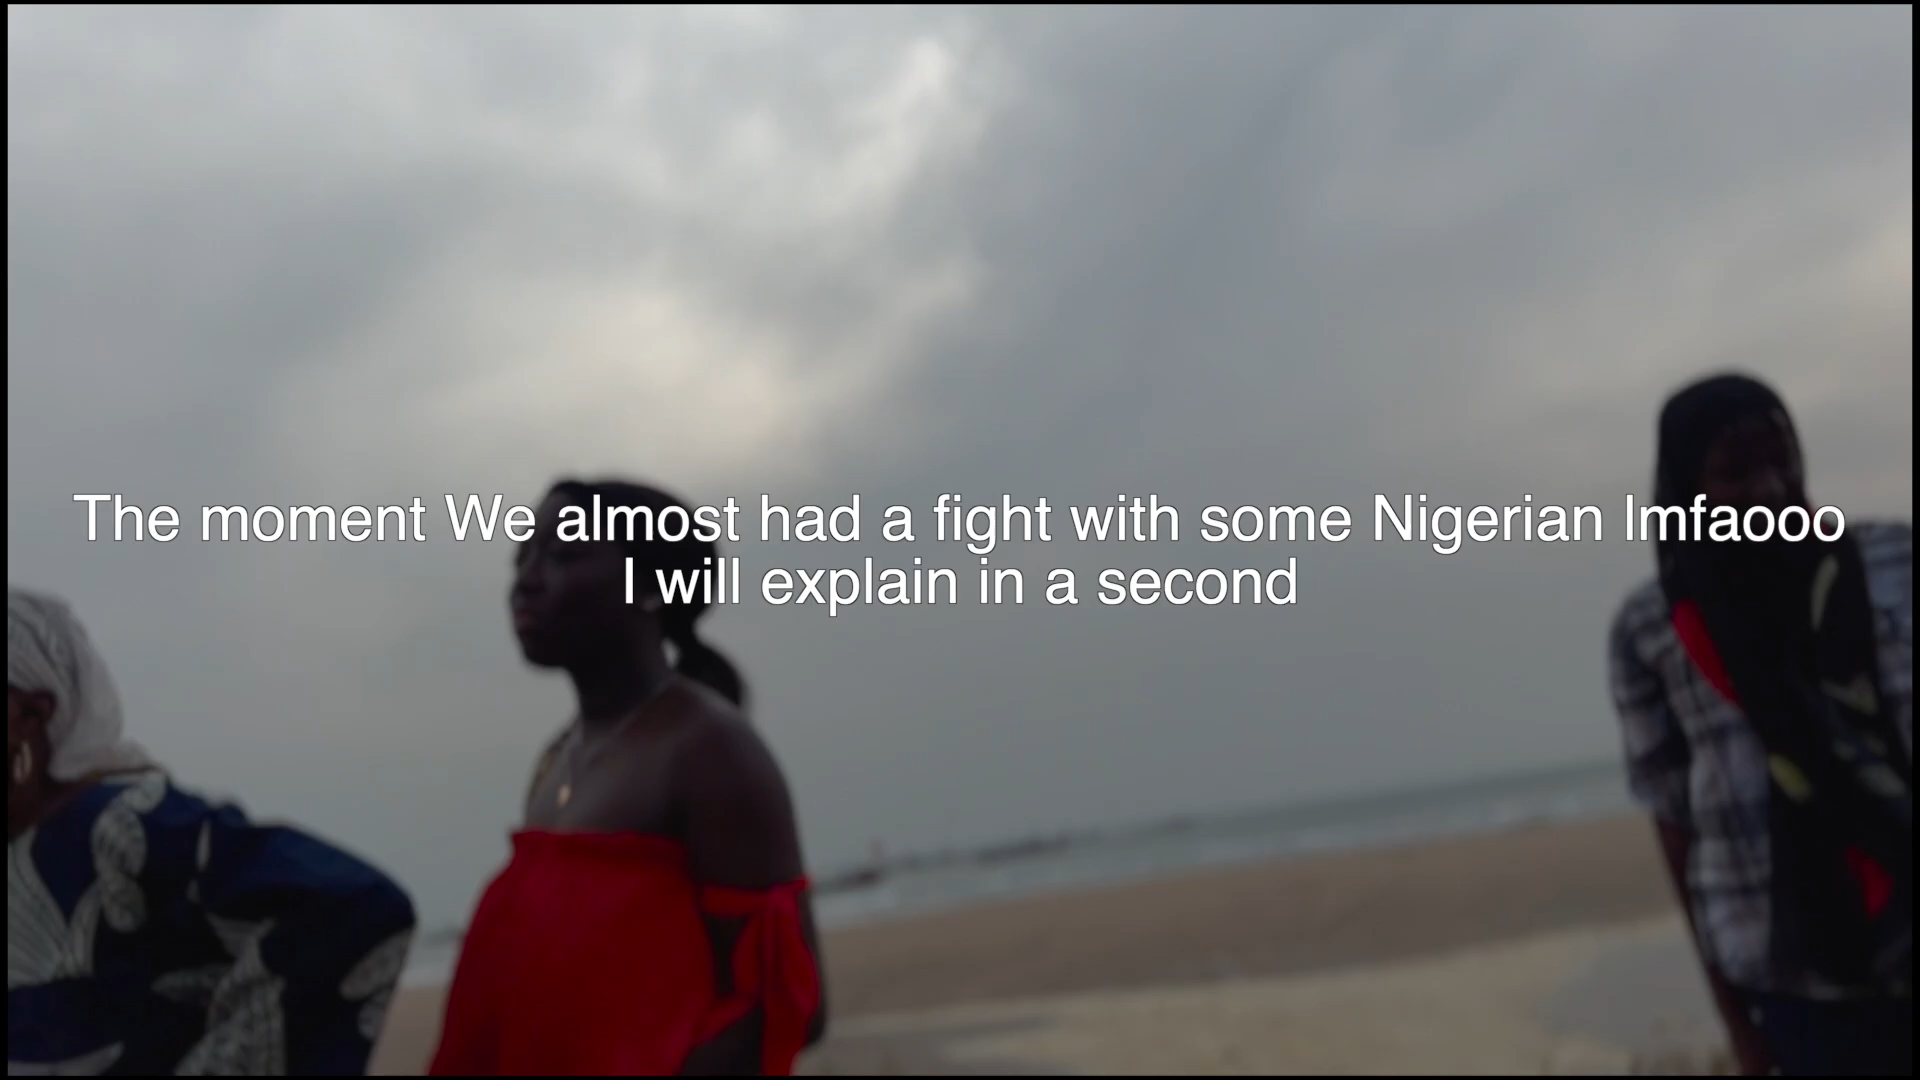 The moment We almost had a fight with some Nigerian lmfaooo
I will explain in a second